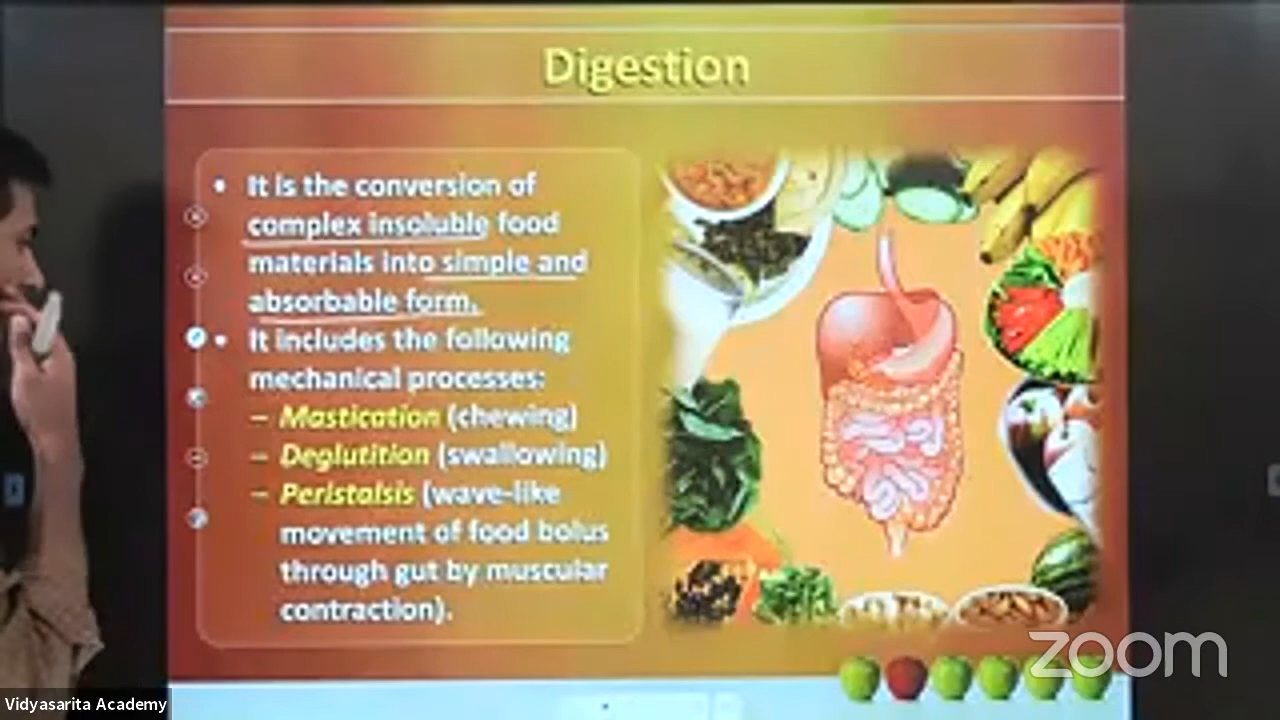 Digestion
• It is the conversion of
complex insoluble food
materials into simple and
absorbable form.
• It includes the following
mechanical processes:
– Mastication (chewing)
– Deglutition (swallowing)
– Peristalsis (wave-like
movement of food bolus
through gut by muscular
contraction).
zoom
Vidyasarita Academy